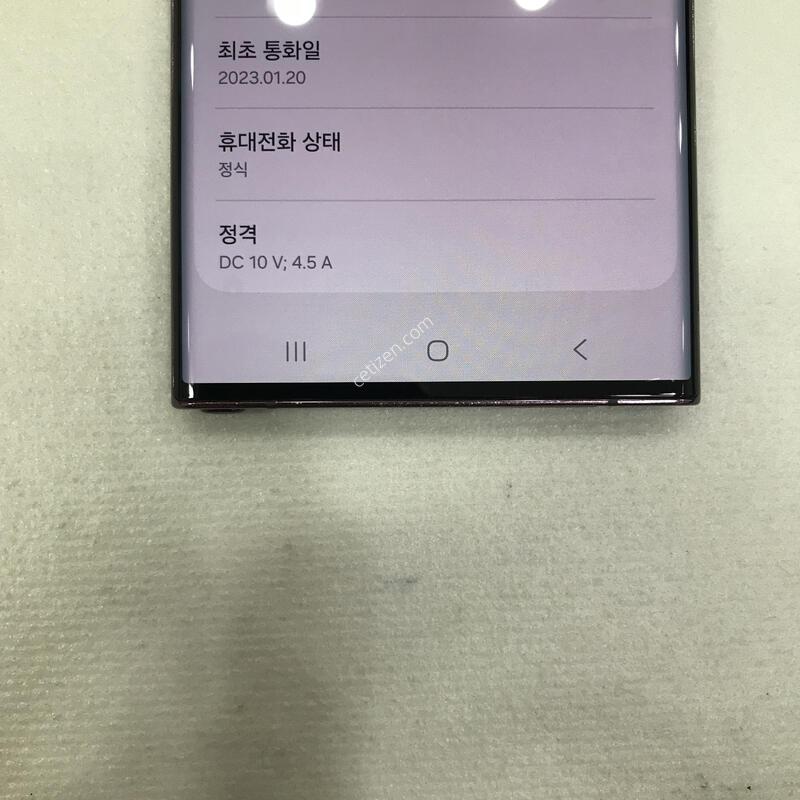 최초 통화일
2023.01.20
휴대전화 상태
정식
정격
DC 10 V; 4.5 A
cetizen.com